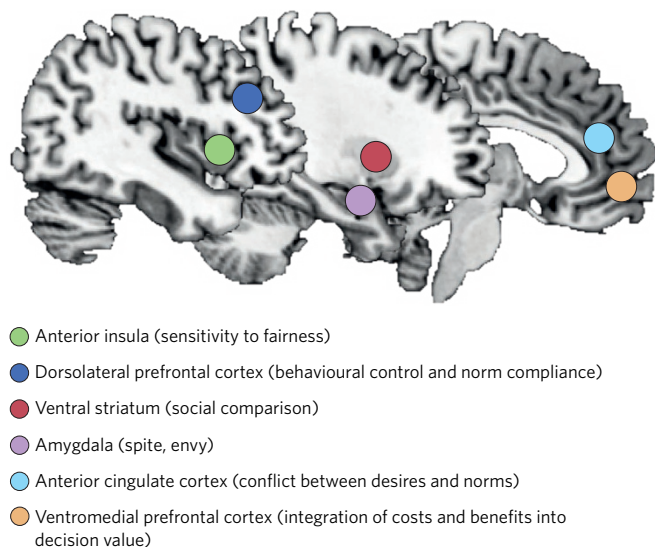 Anterior insula (sensitivity to fairness)
Dorsolateral prefrontal cortex (behavioural control and norm compliance)
Ventral striatum (social comparison)
Amygdala (spite, envy)
Anterior cingulate cortex (conflict between desires and norms)
Ventromedial prefrontal cortex (integration of costs and benefits into
decision value)